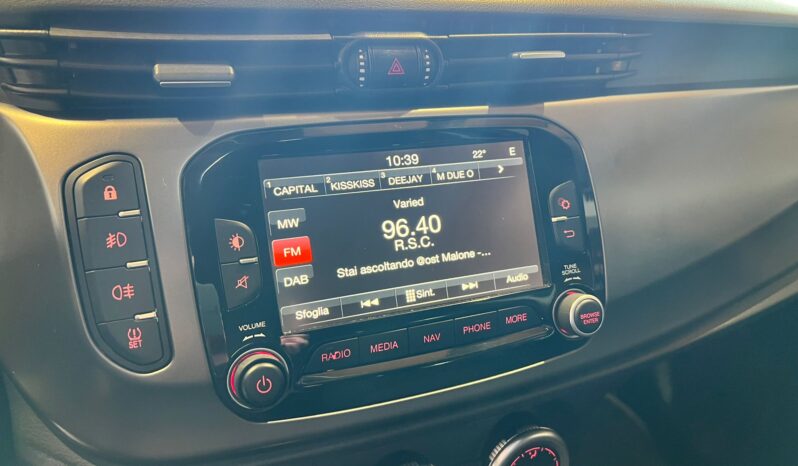 10:39 22° E
1 CAPITAL 2 KISSKISS 3 DEEJAY 4 M DUE O >
Varied
MW
96.40
R.S.C.
FM
Stai ascoltando @ost Malone -...
DAB
Sfoglia Sint. Audio
TUNE
SCROLL
VOLUME
RADIO MEDIA NAV PHONE MORE
BROWSE
ENTER
SET